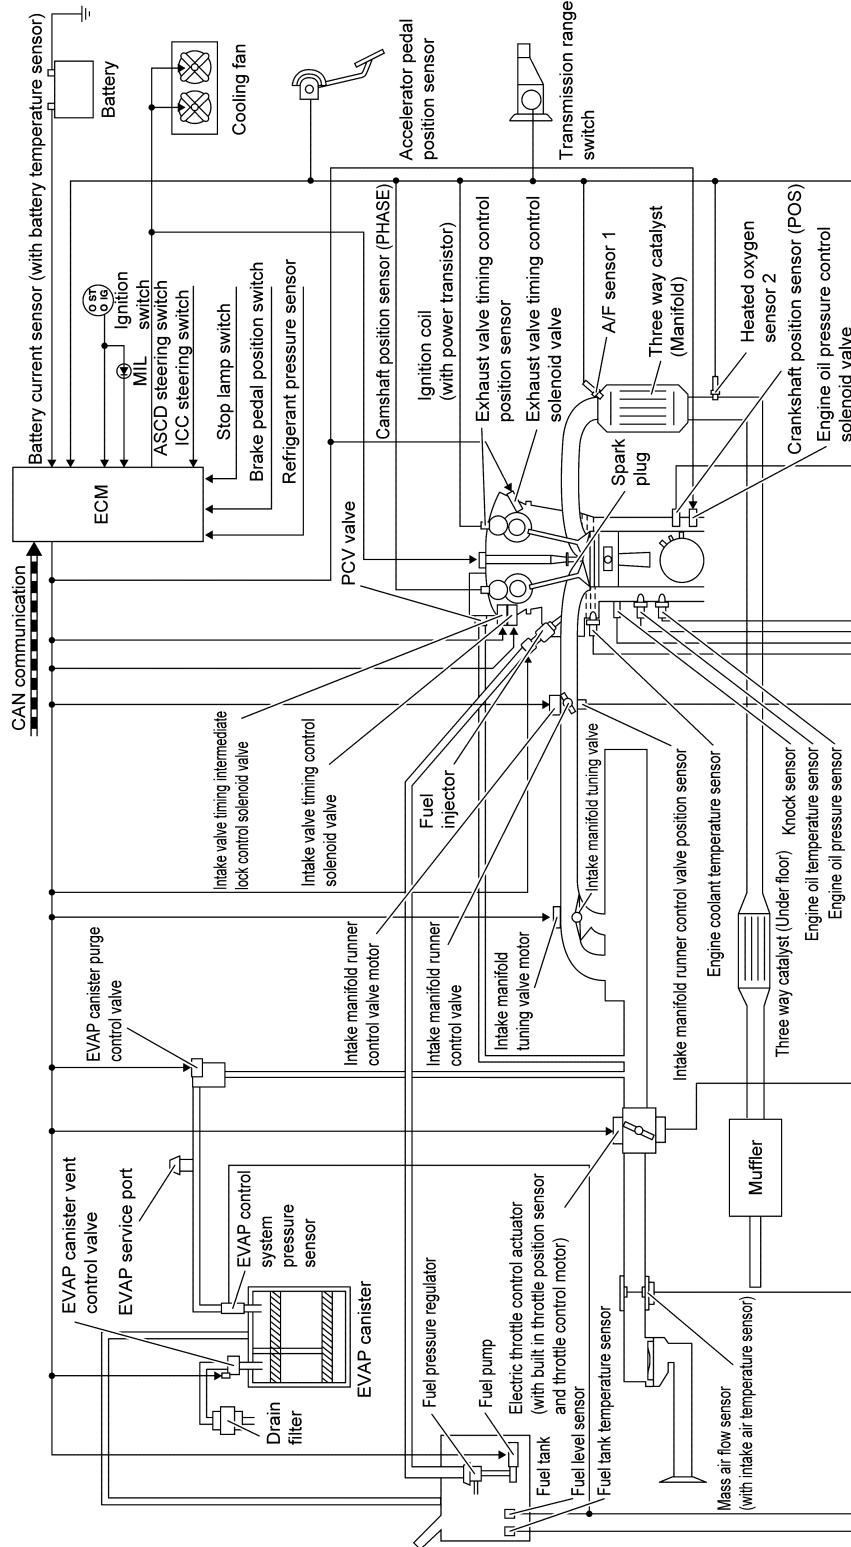 Battery current sensor (with battery temperature sensor)
Battery
Cooling fan
Accelerator pedal
position sensor
Transmission range
switch
ST
IG
Ignition
switch
MIL
ASCD steering switch
ICC steering switch
Stop lamp switch
Brake pedal position switch
Refrigerant pressure sensor
ECM
CAN communication
PCV valve
Camshaft position sensor (PHASE)
Ignition coil
(with power transistor)
Exhaust valve timing control
position sensor
Exhaust valve timing control
solenoid valve
A/F sensor 1
Spark
plug
Three way catalyst
(Manifold)
Heated oxygen
sensor 2
Crankshaft position sensor (POS)
Engine oil pressure control
solenoid valve
Intake valve timing intermediate
lock control solenoid valve
Intake valve timing control
solenoid valve
Fuel
injector
Intake manifold runner
control valve motor
Intake manifold runner
control valve
Intake manifold
tuning valve motor
Intake manifold tuning valve
Intake manifold runner control valve position sensor
Engine coolant temperature sensor
Knock sensor
Engine oil temperature sensor
Engine oil pressure sensor
Three way catalyst (Under floor)
EVAP canister purge
control valve
EVAP canister vent
control valve
EVAP service port
EVAP control
system
pressure
sensor
EVAP canister
Drain
filter
Fuel pressure regulator
Fuel pump
Electric throttle control actuator
(with built in throttle position sensor
and throttle control motor)
Fuel tank
Fuel level sensor
Fuel tank temperature sensor
Mass air flow sensor
(with intake air temperature sensor)
Muffler